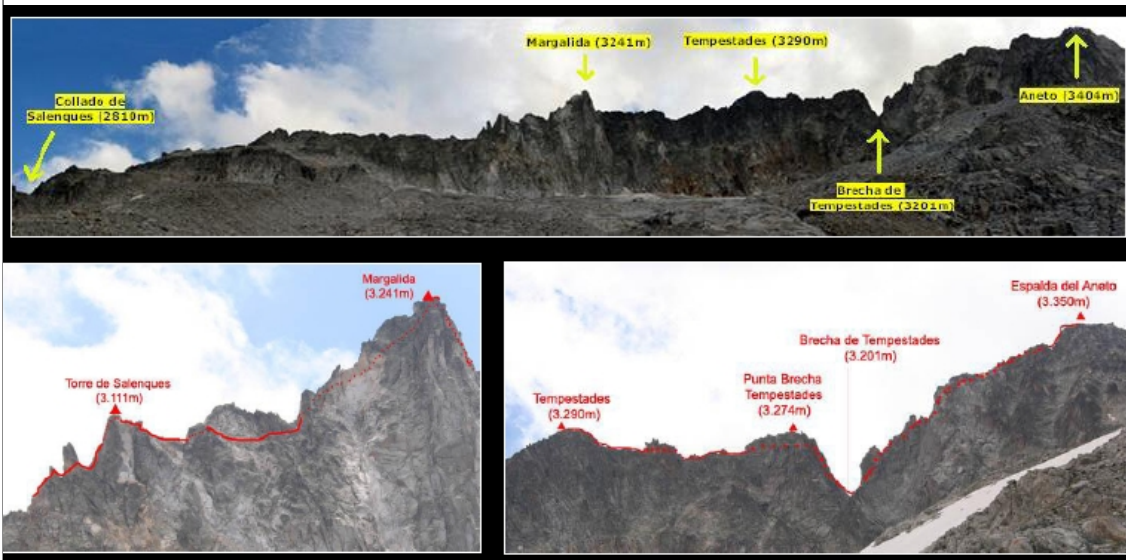 Margalida (3241m)
Tempestades (3290m)
Collado de
Salenques (2810m)
Aneto (3404m)
Brecha de
Tempestades (3201m)
Margalida
(3.241m)
Torre de Salenques
(3.111m)
Espalda del Aneto
(3.350m)
Brecha de Tempestades
(3.201m)
Punta Brecha
Tempestades
(3.274m)
Tempestades
(3.290m)